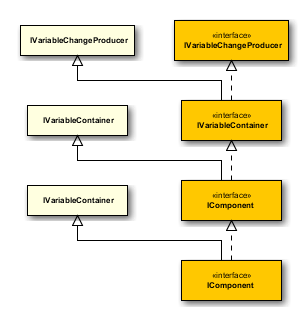 IVariableChangeProducer
«interface»
IVariableChangeProducer
IVariableContainer
«interface»
IVariableContainer
IVariableContainer
«interface»
IComponent
«interface»
IComponent